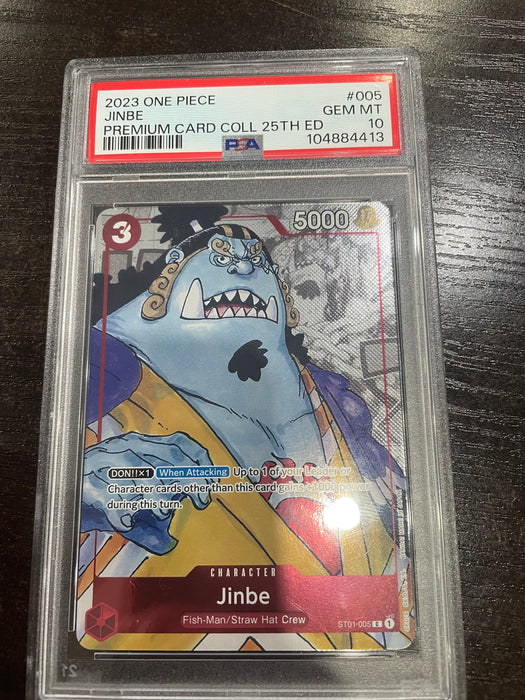 2023 ONE PIECE #005
JINBE GEM MT
PREMIUM CARD COLL 25TH ED 10
PSA 104884413
3
5000
DON!!×1 When Attacking Up to 1 of your Leader or
Character cards other than this card gains +1000 power
during this turn.
CHARACTER
Jinbe
Fish-Man/Straw Hat Crew
ST01-005 C 1
21